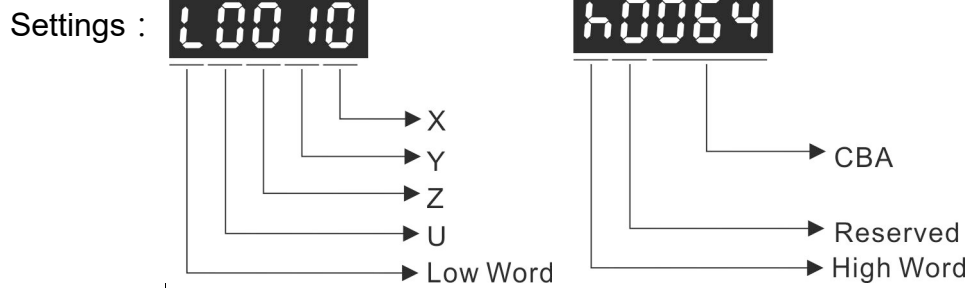 Settings：
L0010
h0064
X
Y
Z
U
Low Word
CBA
Reserved
High Word